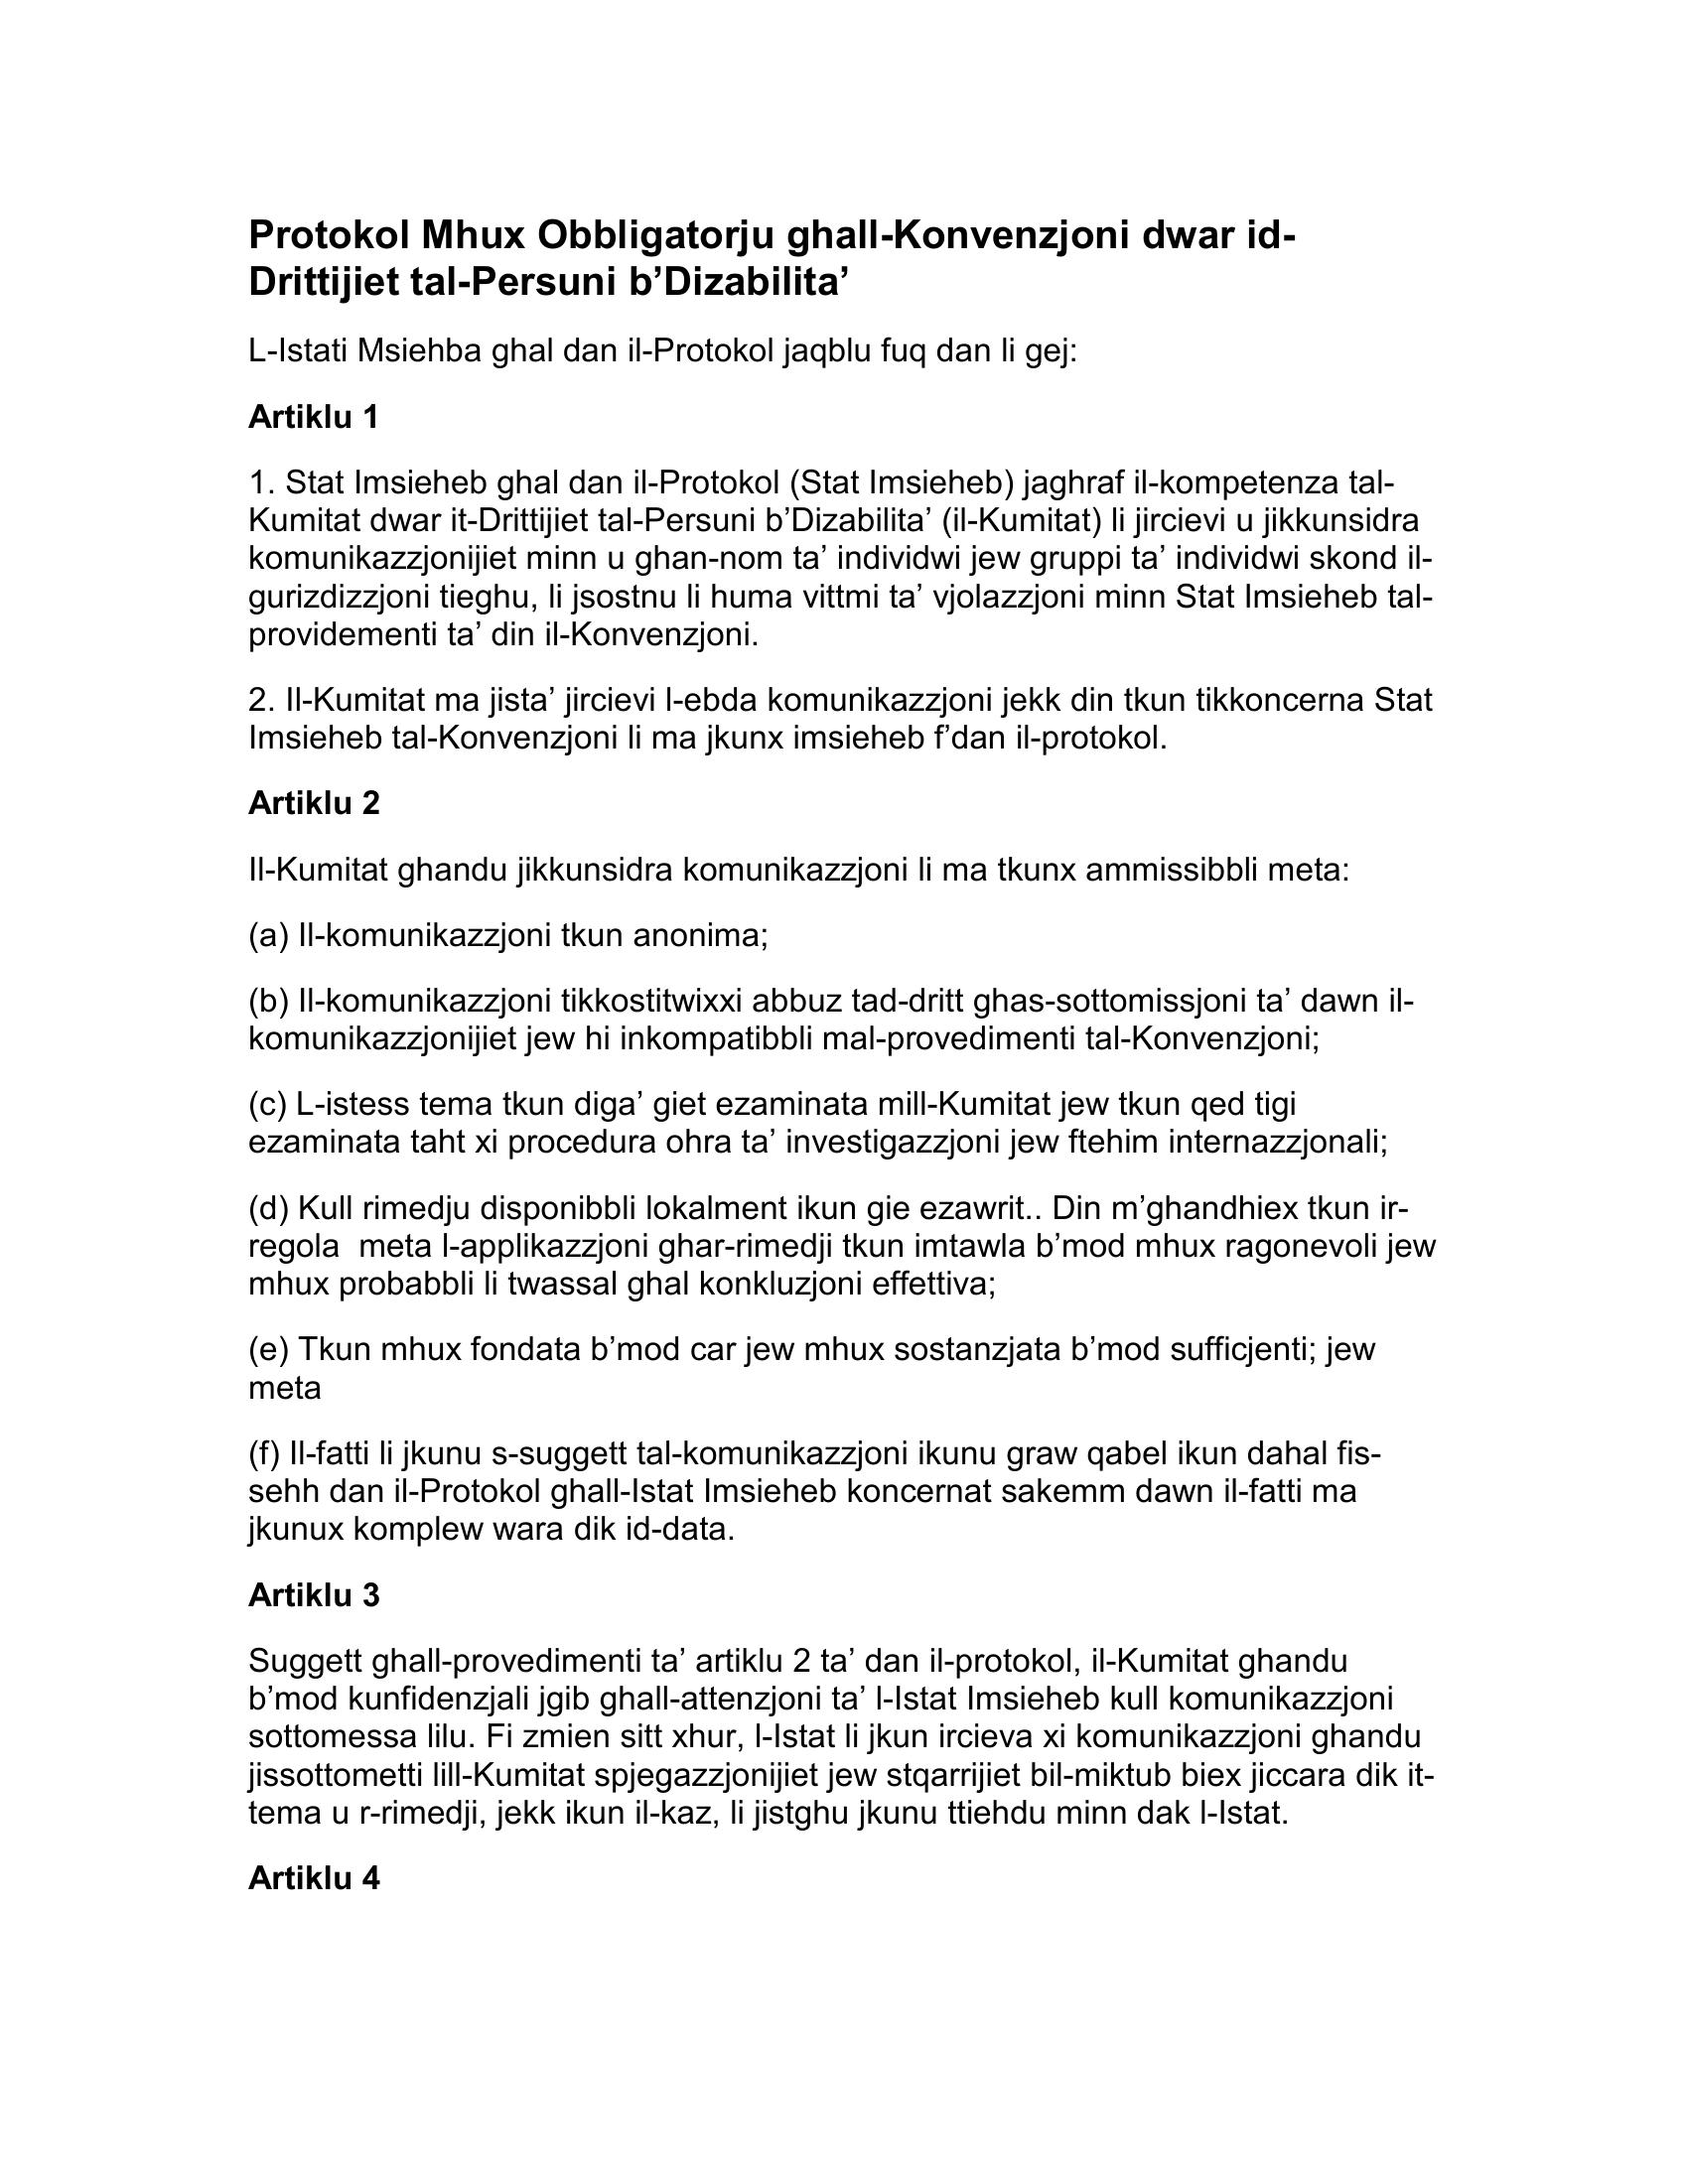 Protokol Mhux Obbligatorju ghall-Konvenzjoni dwar id-
Drittijiet tal-Persuni b’Dizabilita’
L-Istati Msiehba ghal dan il-Protokol jaqblu fuq dan li gej:
Artiklu 1
1. Stat Imsieheb ghal dan il-Protokol (Stat Imsieheb) jaghraf il-kompetenza tal-
Kumitat dwar it-Drittijiet tal-Persuni b’Dizabilita’ (il-Kumitat) li jircievi u jikkunsidra
komunikazzjonijiet minn u ghan-nom ta’ individwi jew gruppi ta’ individwi skond il-
gurizdizzjoni tieghu, li jsostnu li huma vittmi ta’ vjolazzjoni minn Stat Imsieheb tal-
providementi ta’ din il-Konvenzjoni.
2. Il-Kumitat ma jista’ jircievi l-ebda komunikazzjoni jekk din tkun tikkoncerna Stat
Imsieheb tal-Konvenzjoni li ma jkunx imsieheb f’dan il-protokol.
Artiklu 2
Il-Kumitat ghandu jikkunsidra komunikazzjoni li ma tkunx ammissibbli meta:
(a) Il-komunikazzjoni tkun anonima;
(b) Il-komunikazzjoni tikkostitwixxi abbuz tad-dritt ghas-sottomissjoni ta’ dawn il-
komunikazzjonijiet jew hi inkompatibbli mal-provedimenti tal-Konvenzjoni;
(c) L-istess tema tkun diga’ giet ezaminata mill-Kumitat jew tkun qed tigi
ezaminata taht xi procedura ohra ta’ investigazzjoni jew ftehim internazzjonali;
(d) Kull rimedju disponibbli lokalment ikun gie ezawrit.. Din m’ghandhiex tkun ir-
regola  meta l-applikazzjoni ghar-rimedji tkun imtawla b’mod mhux ragonevoli jew
mhux probabbli li twassal ghal konkluzjoni effettiva;
(e) Tkun mhux fondata b’mod car jew mhux sostanzjata b’mod sufficjenti; jew
meta
(f) Il-fatti li jkunu s-suggett tal-komunikazzjoni ikunu graw qabel ikun dahal fis-
sehh dan il-Protokol ghall-Istat Imsieheb koncernat sakemm dawn il-fatti ma
jkunux komplew wara dik id-data.
Artiklu 3
Suggett ghall-provedimenti ta’ artiklu 2 ta’ dan il-protokol, il-Kumitat ghandu
b’mod kunfidenzjali jgib ghall-attenzjoni ta’ l-Istat Imsieheb kull komunikazzjoni
sottomessa lilu. Fi zmien sitt xhur, l-Istat li jkun ircieva xi komunikazzjoni ghandu
jissottometti lill-Kumitat spjegazzjonijiet jew stqarrijiet bil-miktub biex jiccara dik it-
tema u r-rimedji, jekk ikun il-kaz, li jistghu jkunu ttiehdu minn dak l-Istat.
Artiklu 4